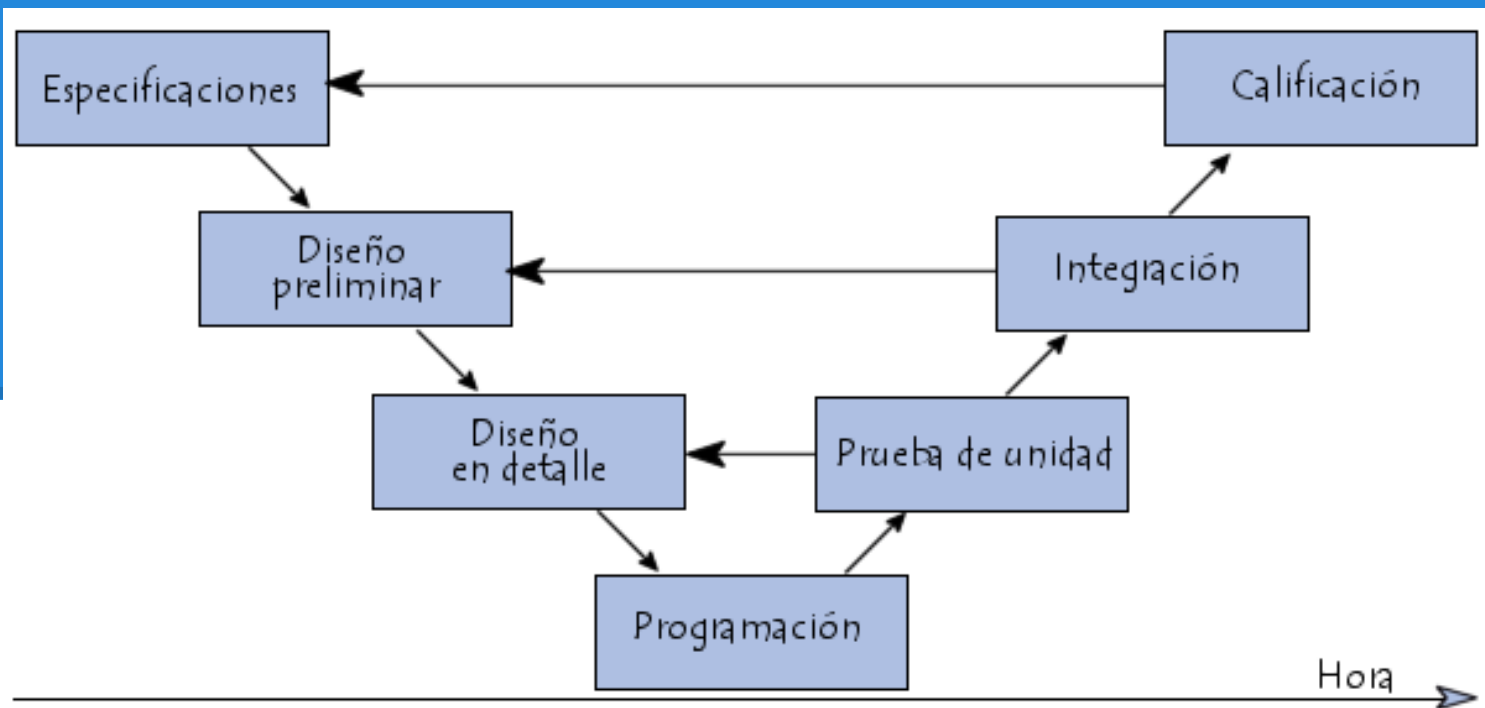 Especificaciones
Calificación
Diseño
preliminar
Integración
Diseño
en detalle
Prueba de unidad
Programación
Hora